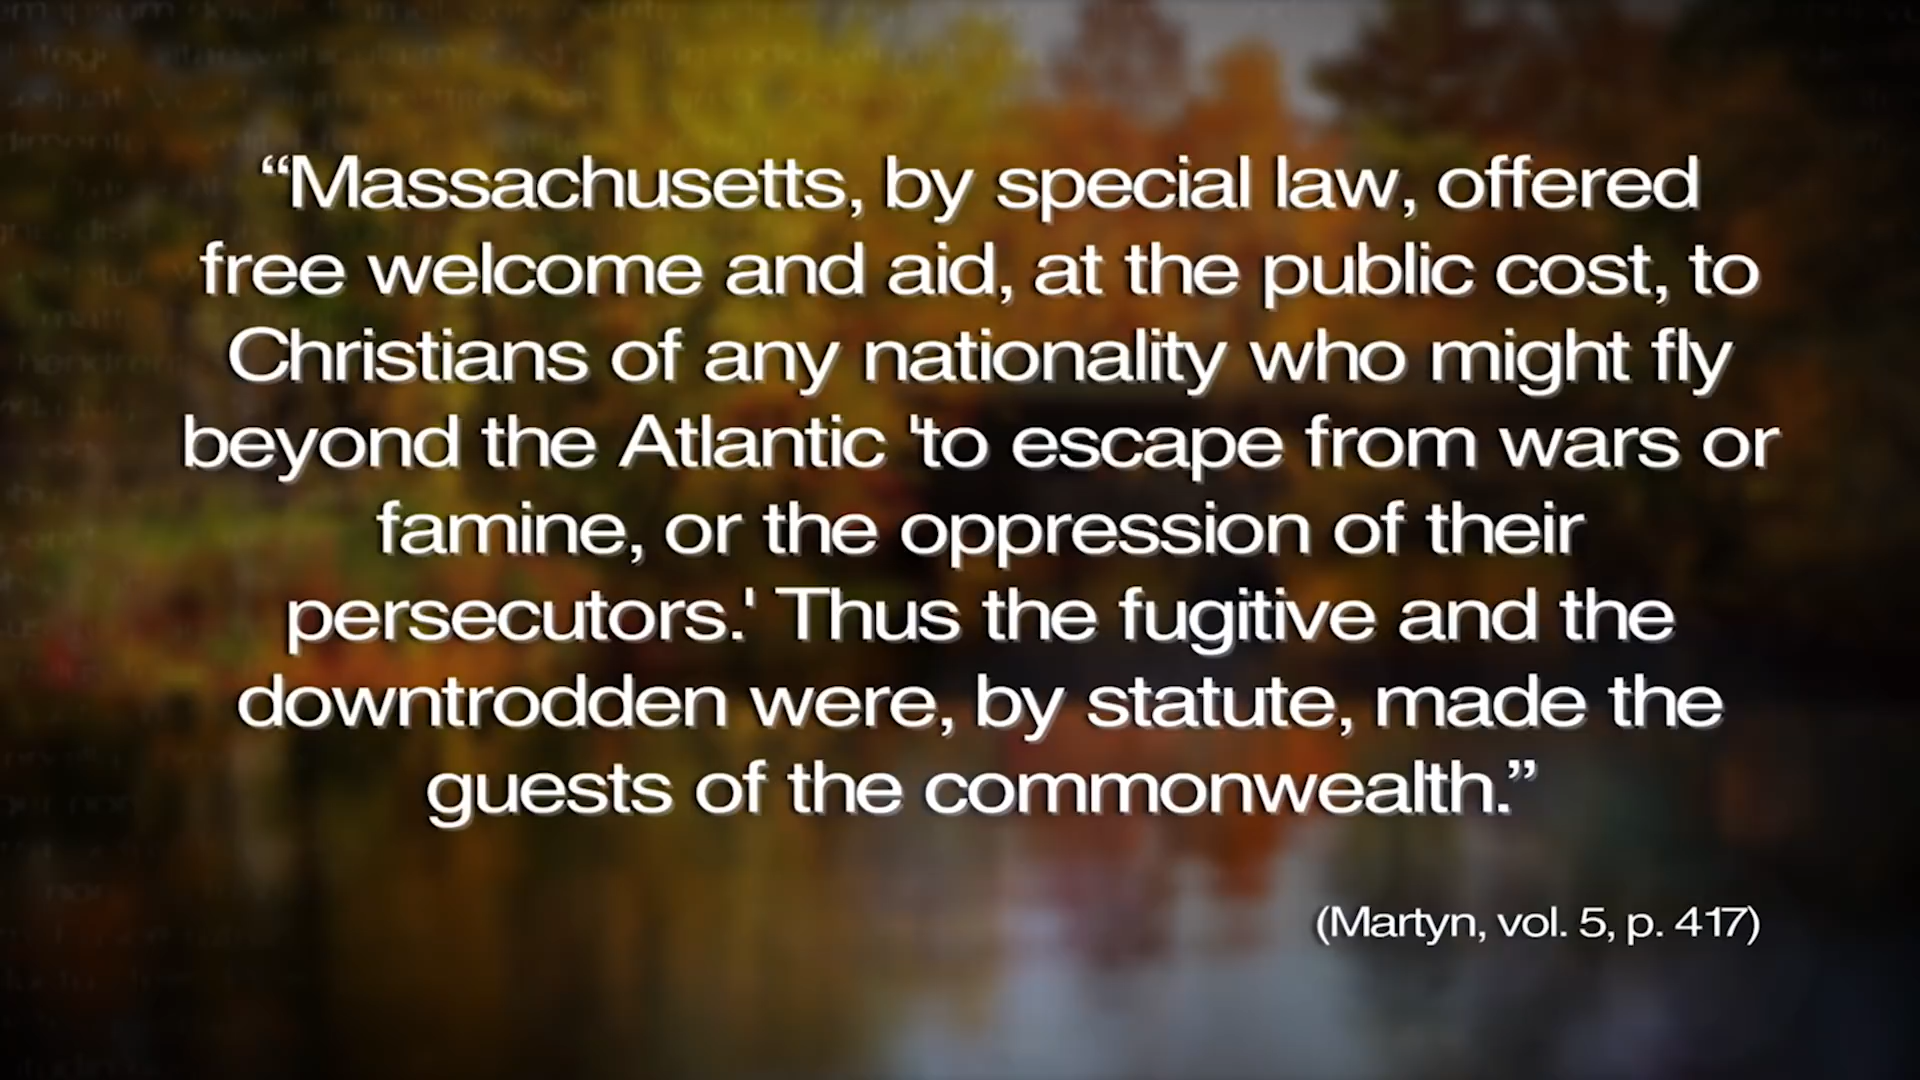 “Massachusetts, by special law, offered
free welcome and aid, at the public cost, to
Christians of any nationality who might fly
beyond the Atlantic 'to escape from wars or
famine, or the oppression of their
persecutors.' Thus the fugitive and the
downtrodden were, by statute, made the
guests of the commonwealth.”
(Martyn, vol. 5, p. 417)